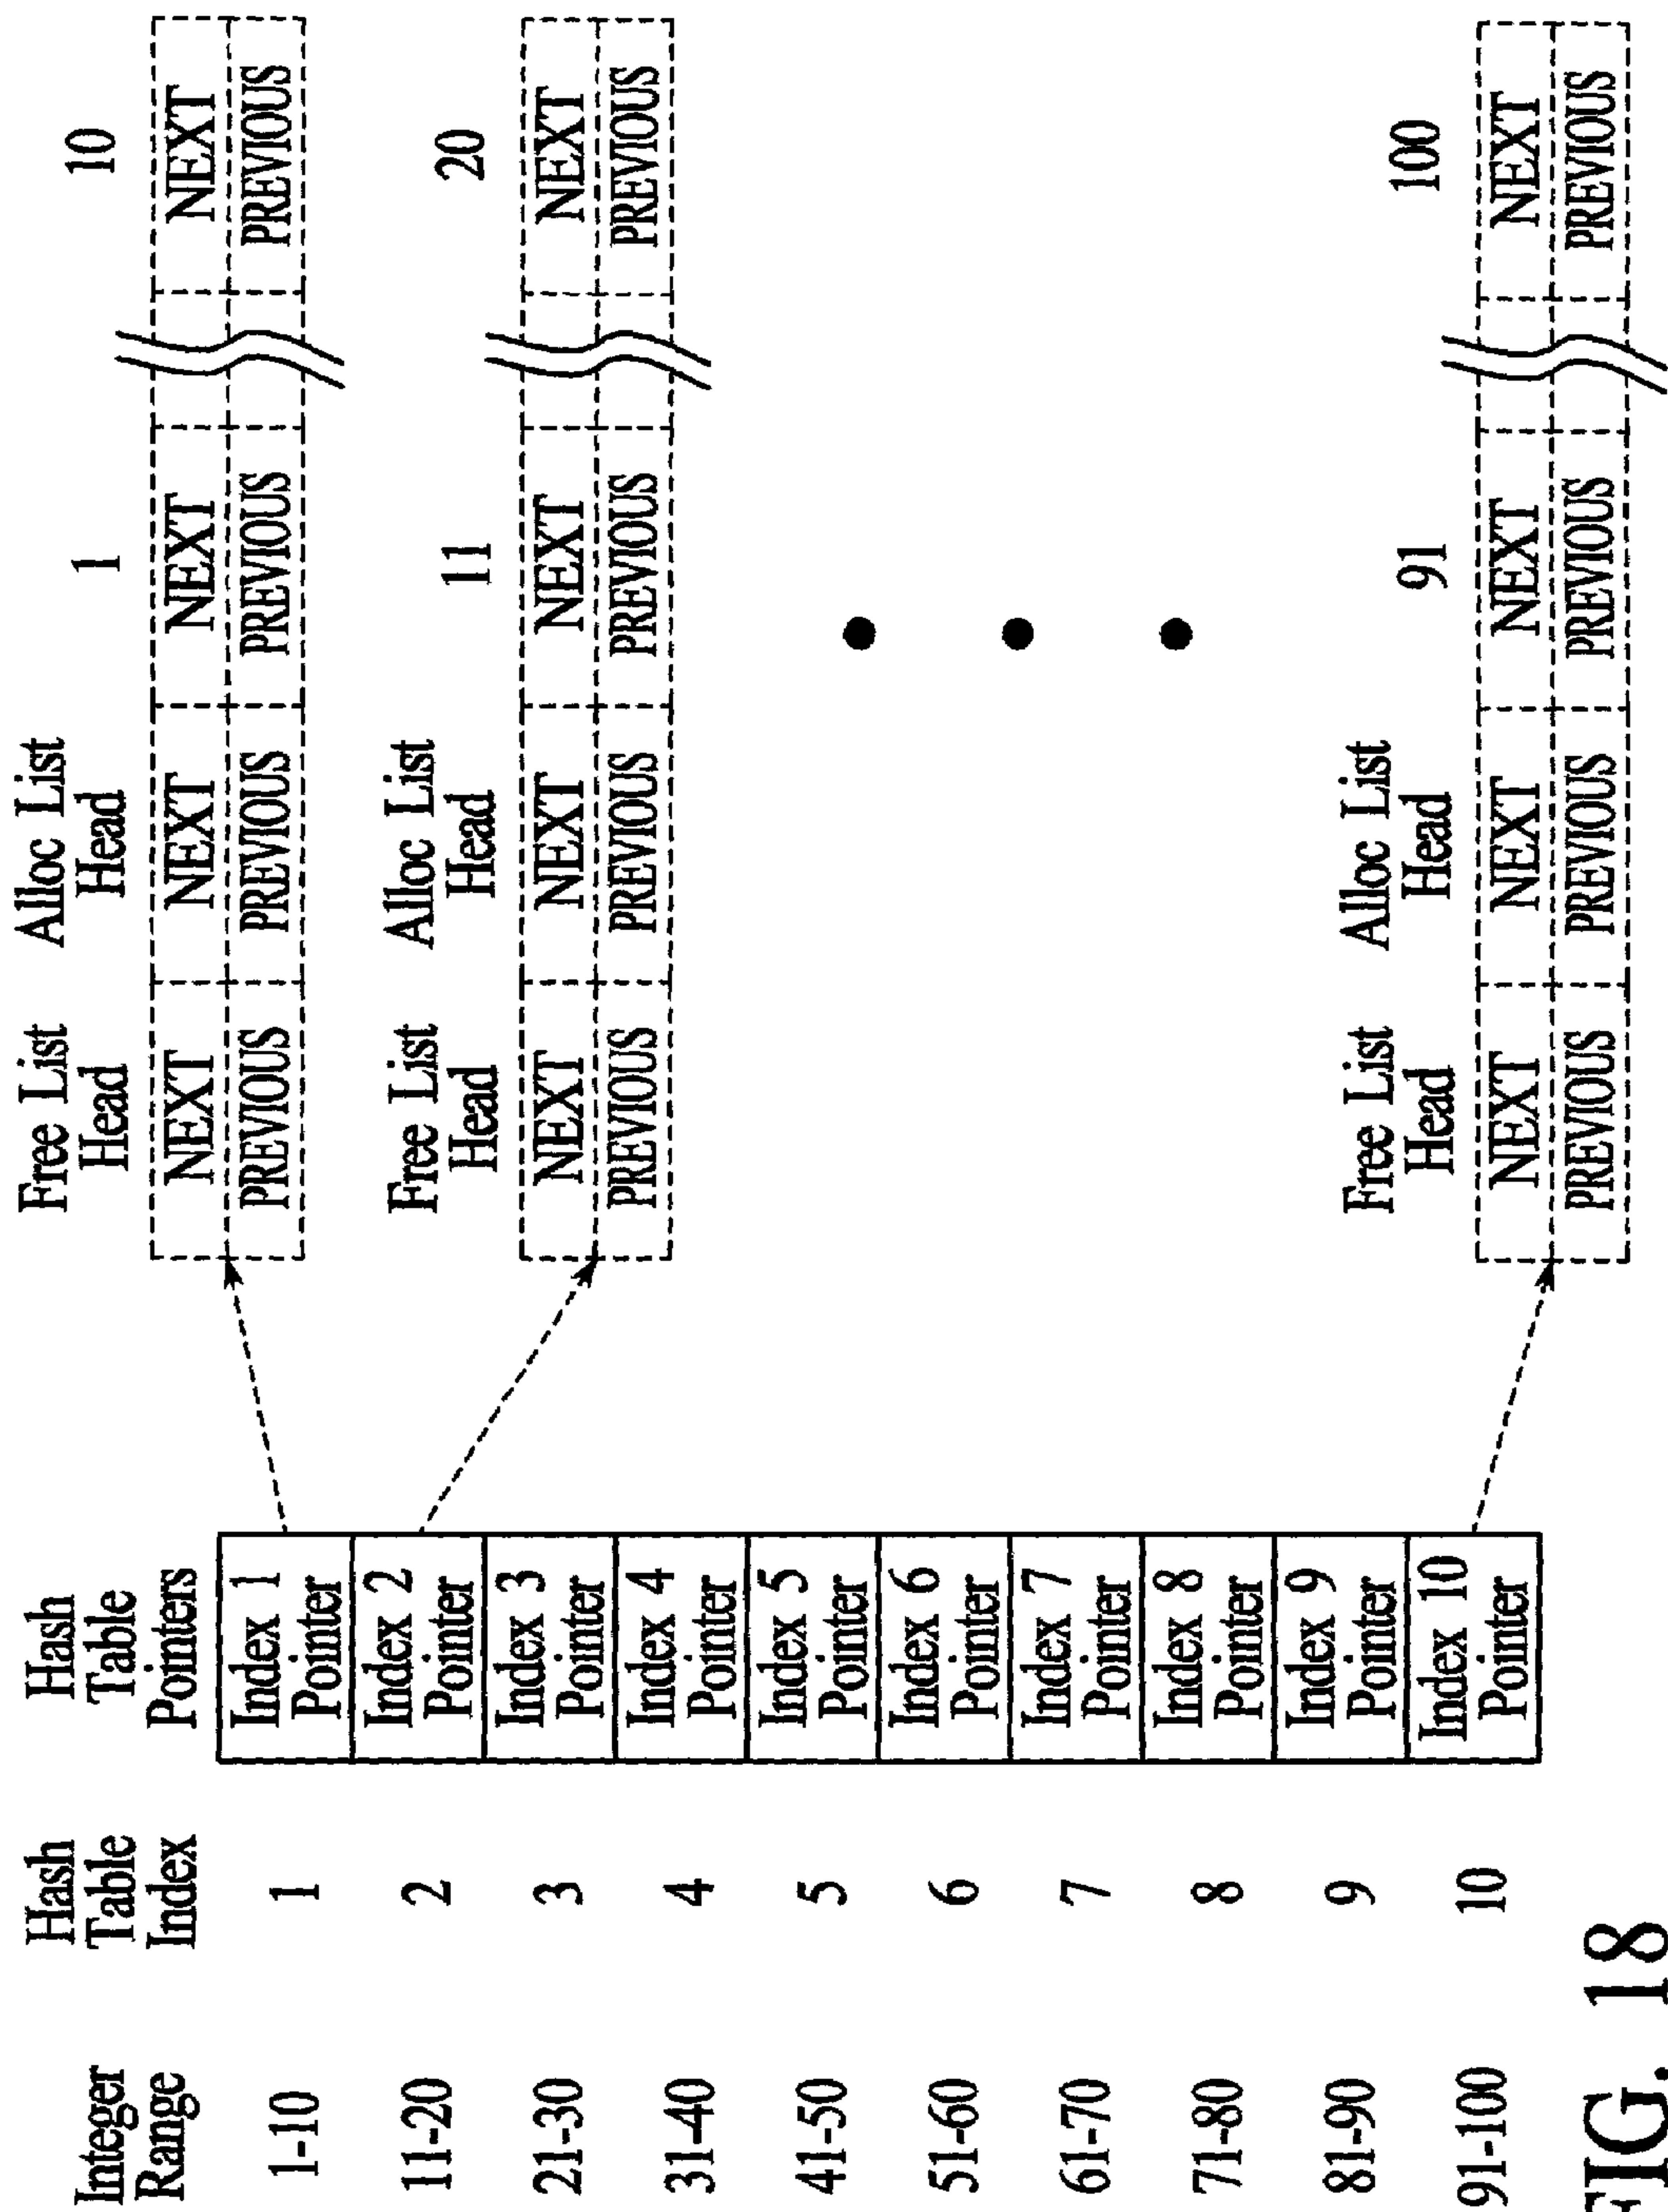 Integer
Range
Hash
Table
Index
Hash
Table
Pointers
1-10
1
Index 1
Pointer
11-20
2
Index 2
Pointer
21-30
3
Index 3
Pointer
31-40
4
Index 4
Pointer
41-50
5
Index 5
Pointer
51-60
6
Index 6
Pointer
61-70
7
Index 7
Pointer
71-80
8
Index 8
Pointer
81-90
9
Index 9
Pointer
91-100
10
Index 10
Pointer
Free List
Head
Alloc List
Head
1
10
NEXT NEXT NEXT NEXT
PREVIOUS PREVIOUS PREVIOUS PREVIOUS
Free List
Head
Alloc List
Head
11
20
NEXT NEXT NEXT NEXT
PREVIOUS PREVIOUS PREVIOUS PREVIOUS
Free List
Head
Alloc List
Head
91
100
NEXT NEXT NEXT NEXT
PREVIOUS PREVIOUS PREVIOUS PREVIOUS
FIG. 18